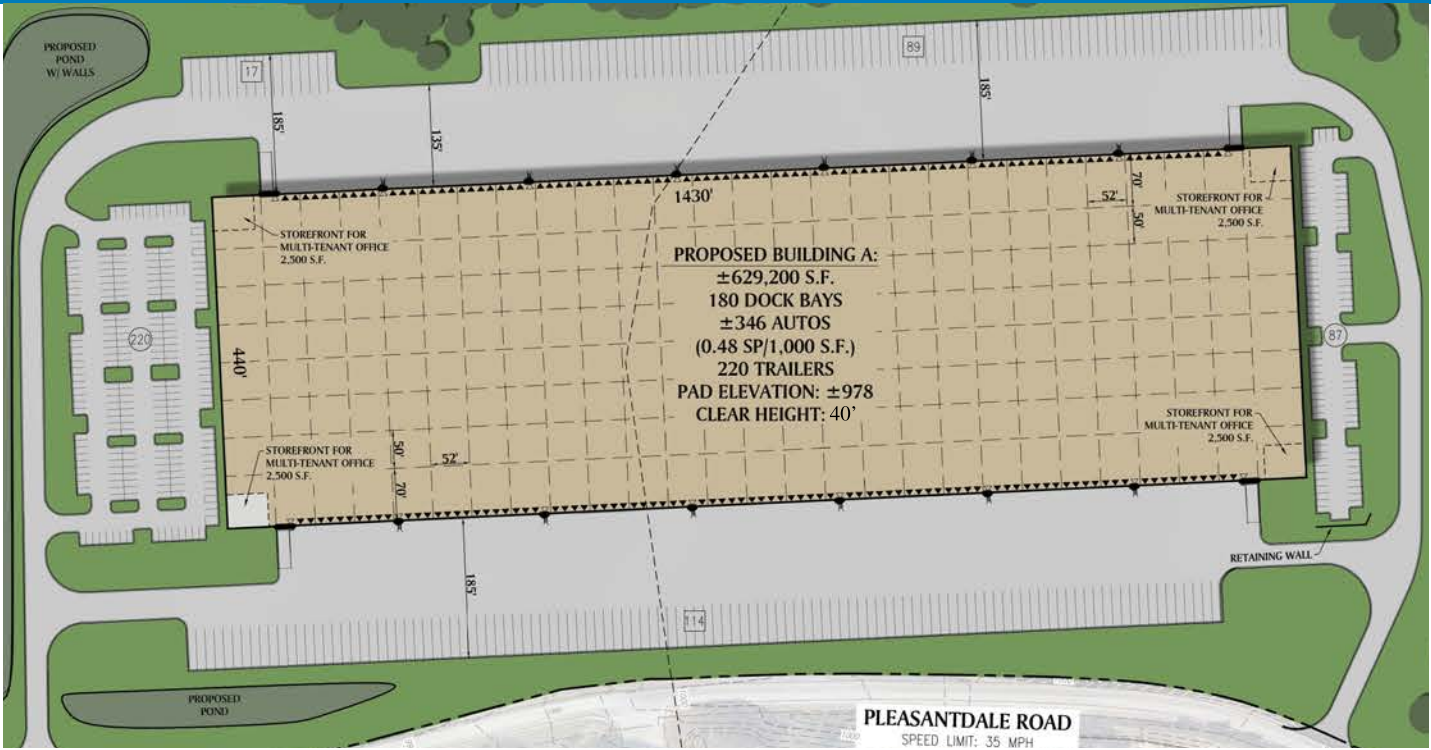 PROPOSED
POND
W/ WALLS
17
89
185'
135'
185'
1430'
70'
52'
50'
STOREFRONT FOR
MULTI-TENANT OFFICE
2,500 S.F.
STOREFRONT FOR
MULTI-TENANT OFFICE
2,500 S.F.
PROPOSED BUILDING A:
±629,200 S.F.
180 DOCK BAYS
±346 AUTOS
(0.48 SP/1,000 S.F.)
220 TRAILERS
PAD ELEVATION: ±978
CLEAR HEIGHT: 40’
220
87
440'
STOREFRONT FOR
MULTI-TENANT OFFICE
2,500 S.F.
50'
52'
70'
STOREFRONT FOR
MULTI-TENANT OFFICE
2,500 S.F.
RETAINING WALL
185'
114
PROPOSED
POND
PLEASANTDALE ROAD
SPEED LIMIT: 35 MPH